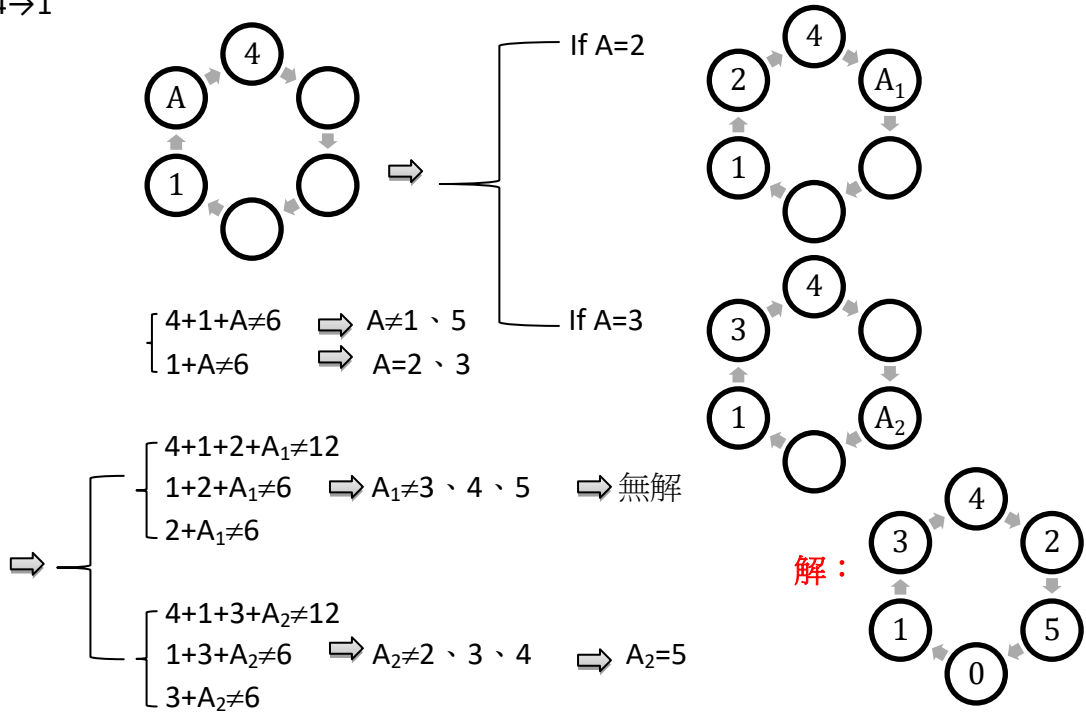 4→1
4
A
1
If A=2
4
2
A₁
1
If A=3
4
3
1
A₂
4+1+A≠6 A≠1、5
1+A≠6 A=2、3
4+1+2+A₁≠12
1+2+A₁≠6 A₁≠3、4、5 無解
2+A₁≠6
4+1+3+A₂≠12
1+3+A₂≠6 A₂≠2、3、4 A₂=5
3+A₂≠6
解：
4
3
2
1
5
0